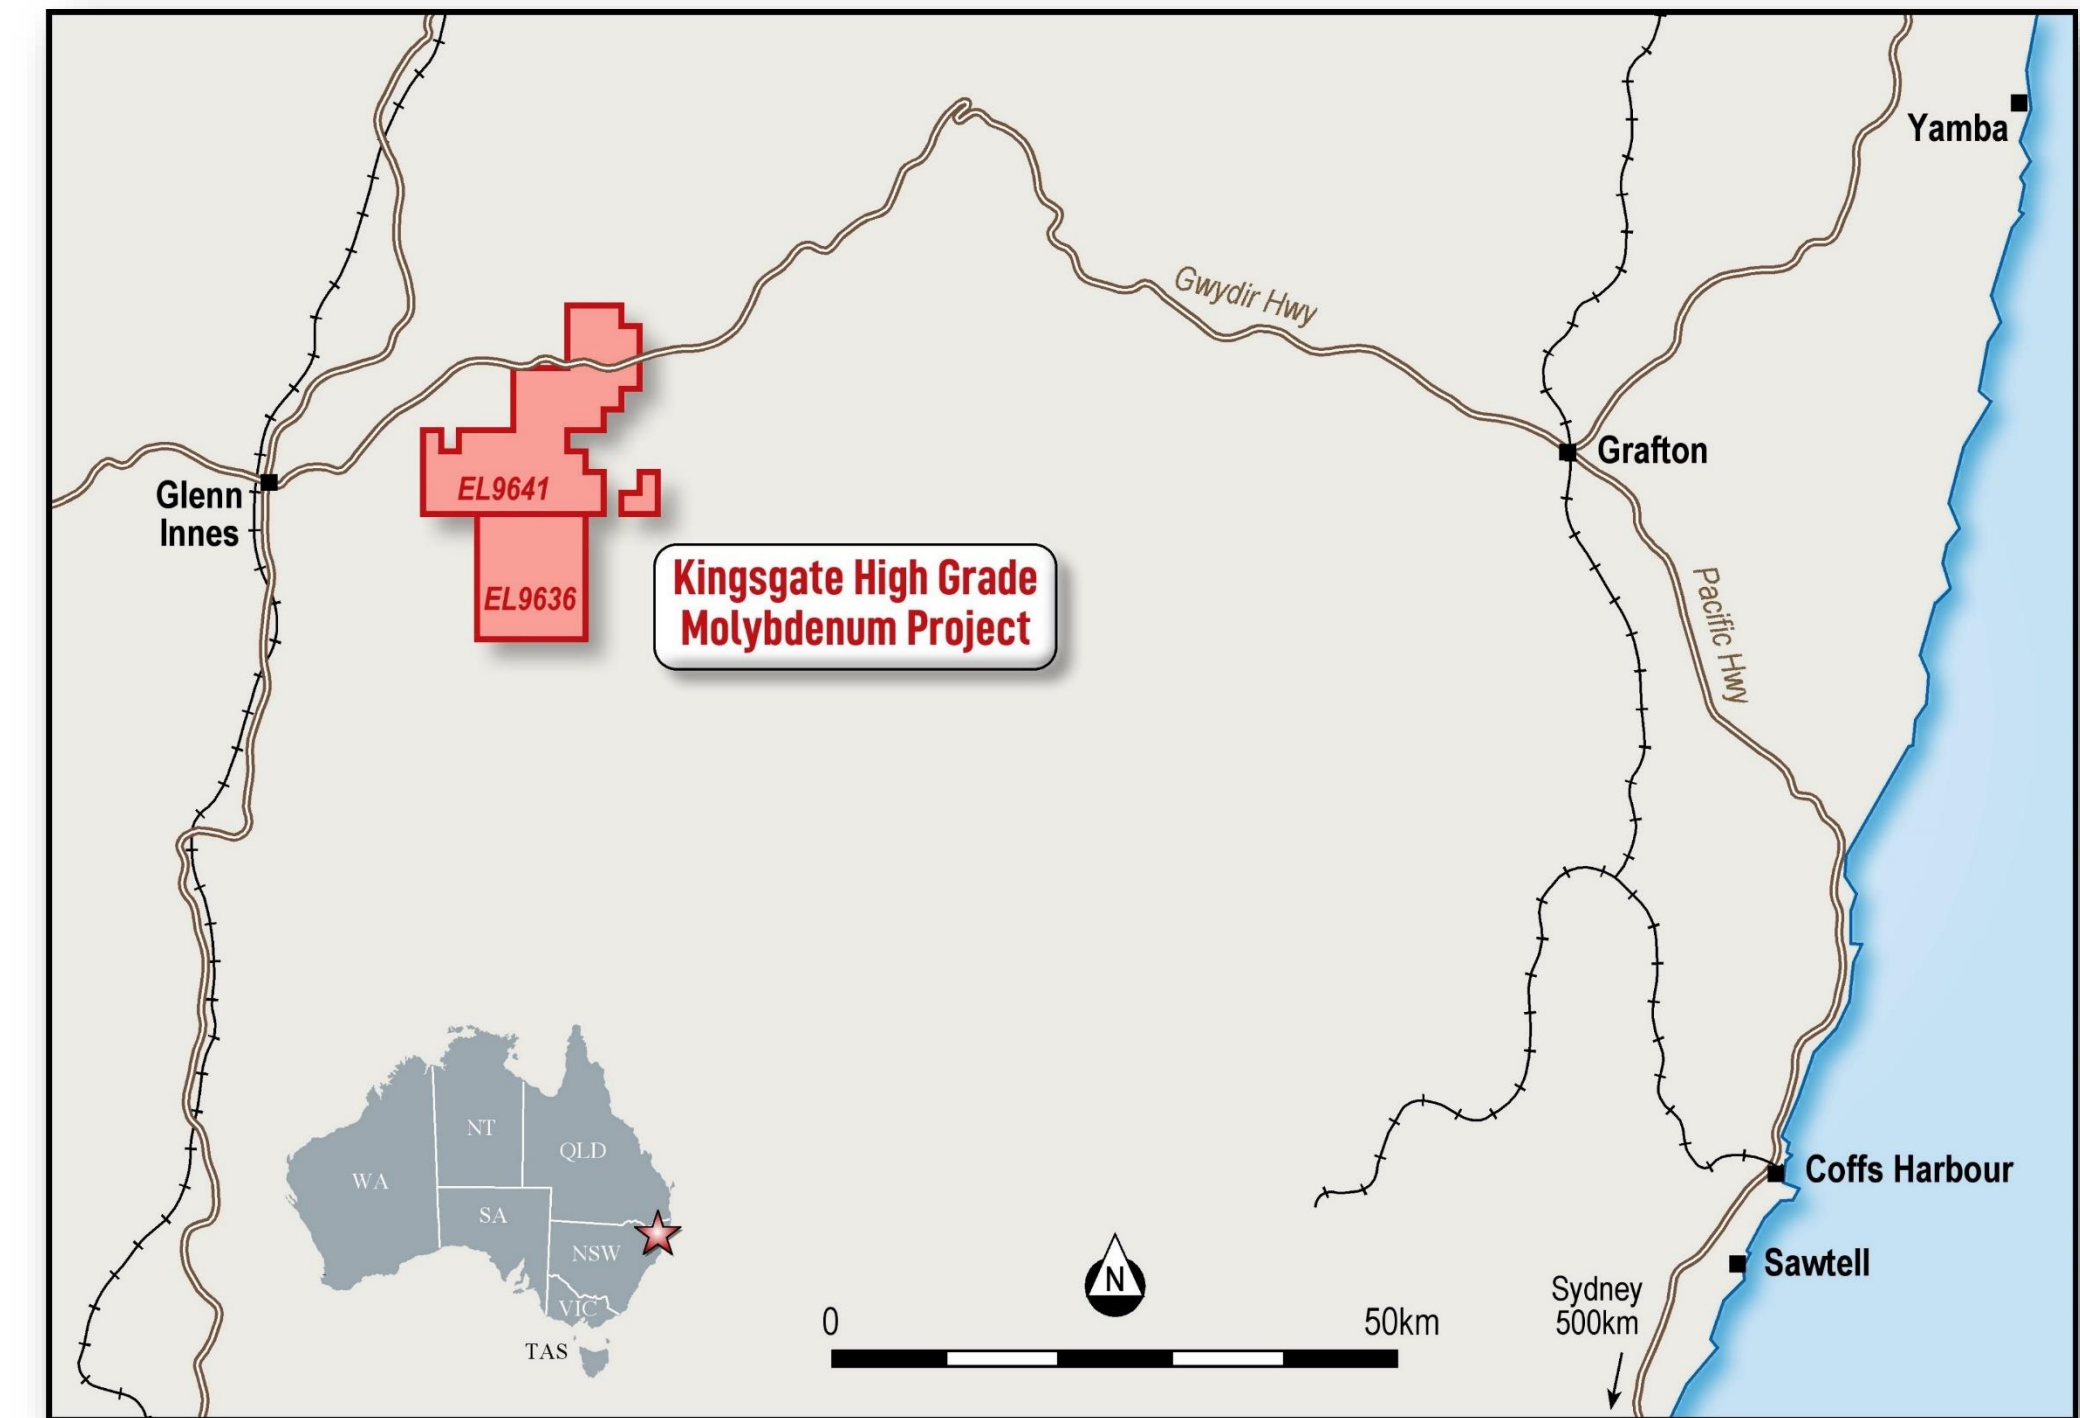 Yamba
Gwydir Hwy
Grafton
Glenn
Innes
EL9641
EL9636
Kingsgate High Grade
Molybdenum Project
Pacific Hwy
NT
QLD
WA
SA
NSW
VIC
TAS
Coffs Harbour
Sawtell
N
0
50km
Sydney
500km